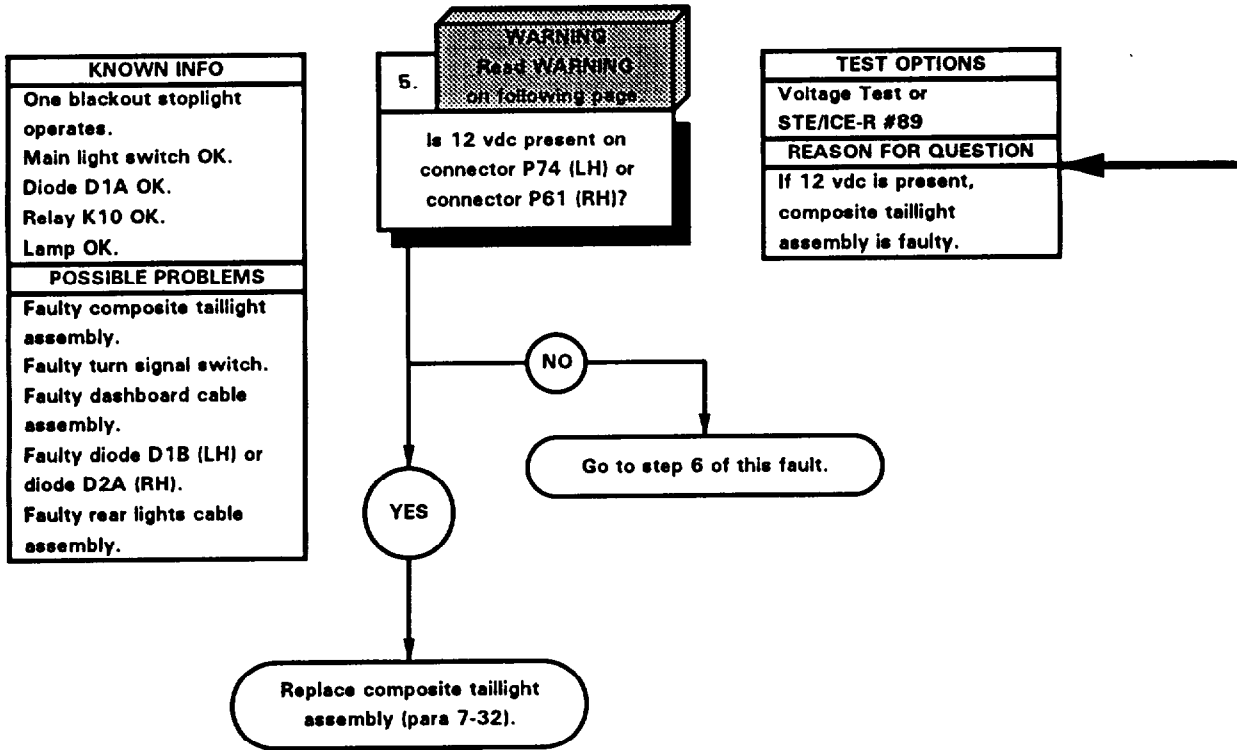 KNOWN INFO
One blackout stoplight
operates.
Main light switch OK.
Diode D1A OK.
Relay K10 OK.
Lamp OK.
POSSIBLE PROBLEMS
Faulty composite taillight
assembly.
Faulty turn signal switch.
Faulty dashboard cable
assembly.
Faulty diode D1B (LH) or
diode D2A (RH).
Faulty rear lights cable
assembly.
WARNING
Read WARNING
on following page
5.
Is 12 vdc present on
connector P74 (LH) or
connector P61 (RH)?
TEST OPTIONS
Voltage Test or
STE/ICE-R #89
REASON FOR QUESTION
If 12 vdc is present,
composite taillight
assembly is faulty.
NO
Go to step 6 of this fault.
YES
Replace composite taillight
assembly (para 7-32).